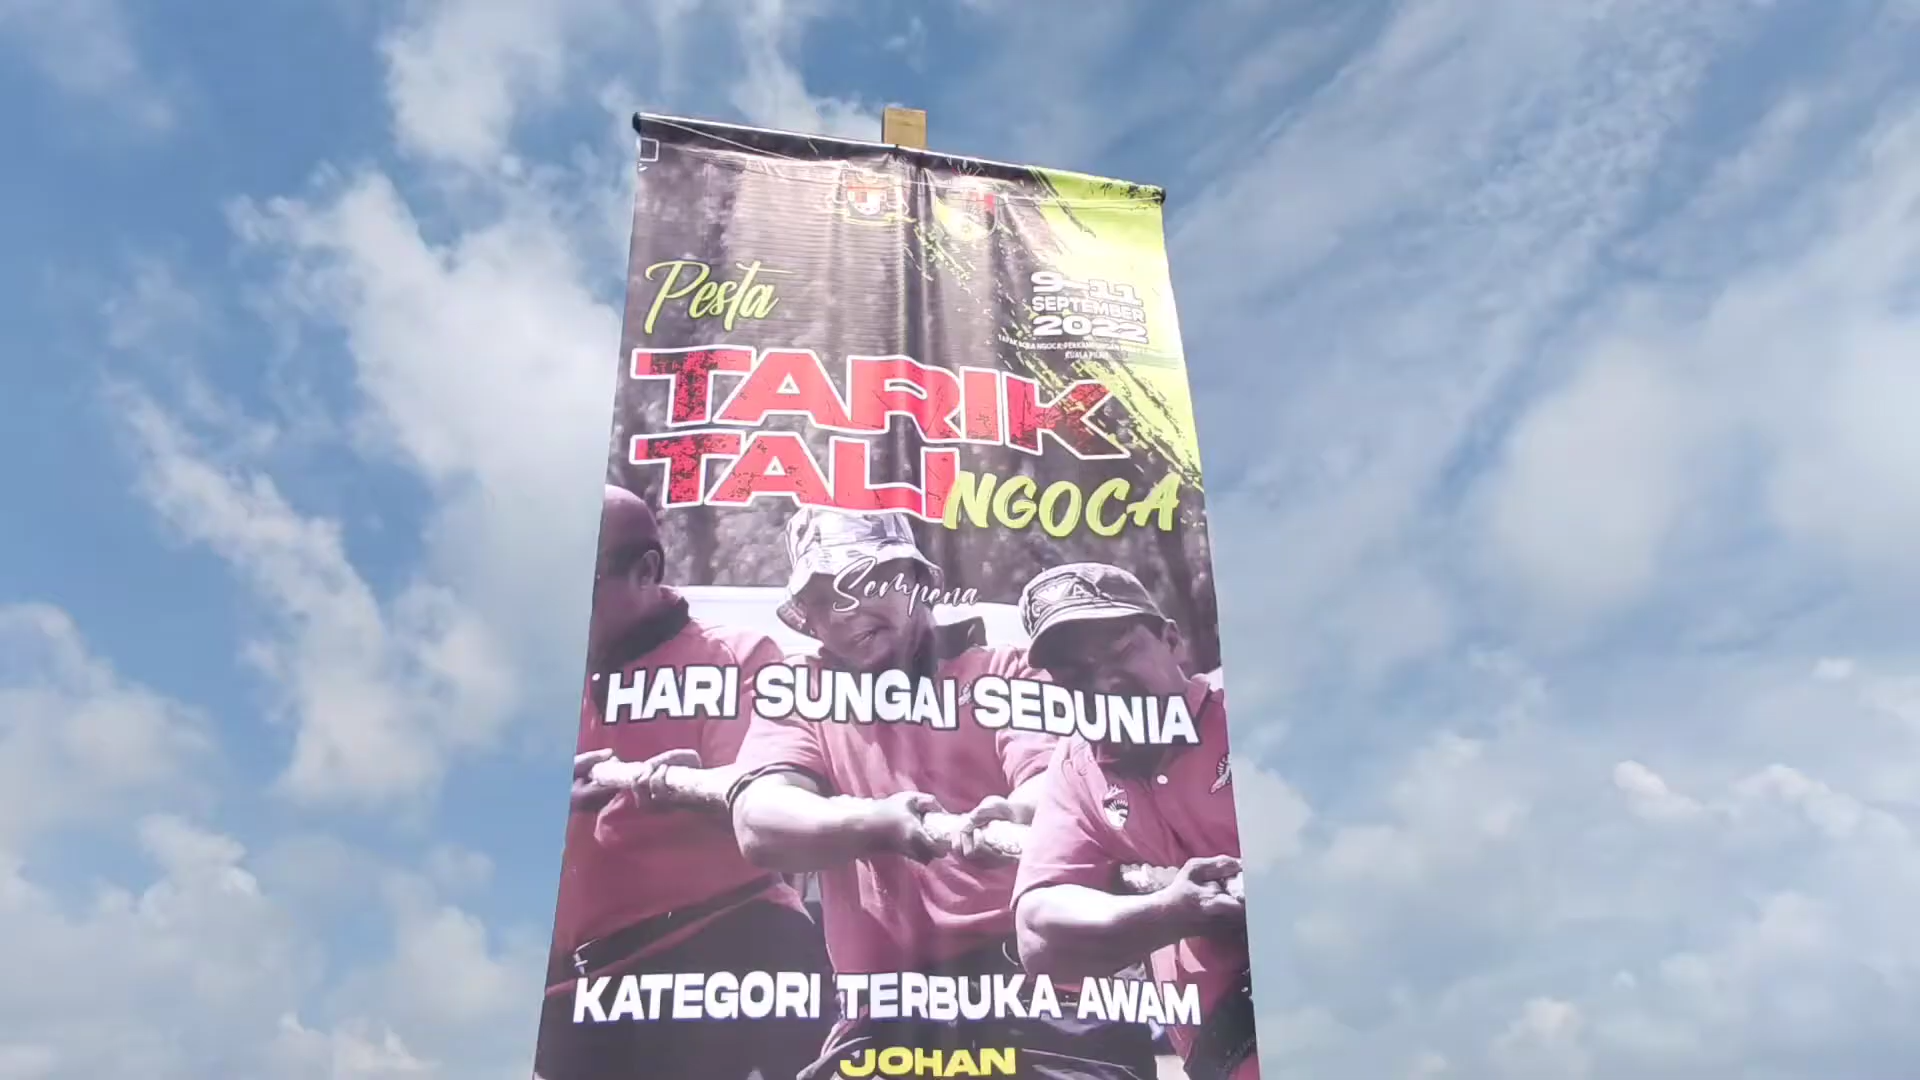 Pesta
9-11
SEPTEMBER
2022
KUALA PILAH
TARIK
TALI
NGOCA
Sempena
HARI SUNGAI SEDUNIA
KATEGORI TERBUKA AWAM
JOHAN